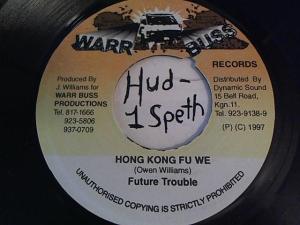 WARR BUSS
RECORDS
Produced By
J. Williams for
WARR BUSS
PRODUCTIONS
Tel. 817-1666
923-5806
937-0709
Hud-
1 Speth
Distributed By
Dynamic Sound
15 Bell Road,
Kgn.11.
Tel. 923-9138-9
(P) (C) 1997
HONG KONG FU WE
(Owen Williams)
Future Trouble
UNAUTHORISED COPYING IS STRICTLY PROHIBITED